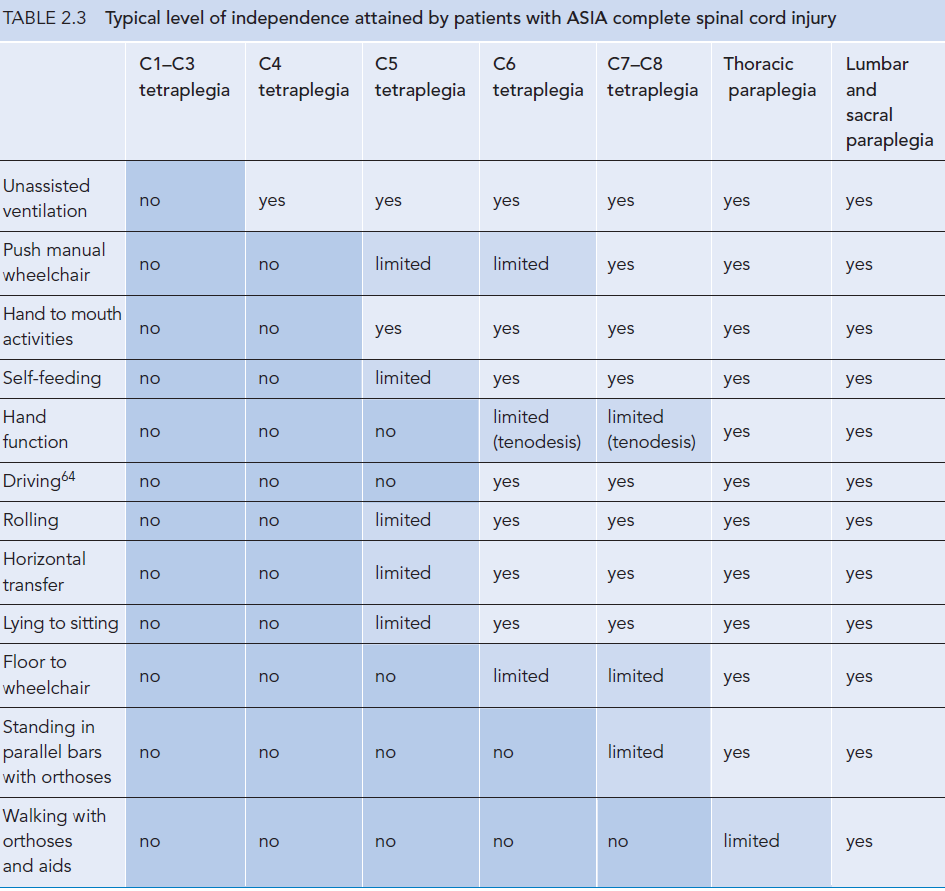 TABLE 2.3 Typical level of independence attained by patients with ASIA complete spinal cord injury
C1–C3 tetraplegia
C4 tetraplegia
C5 tetraplegia
C6 tetraplegia
C7–C8 tetraplegia
Thoracic paraplegia
Lumbar and sacral paraplegia
Unassisted ventilation no yes yes yes yes yes yes
Push manual wheelchair no no limited limited yes yes yes
Hand to mouth activities no no yes yes yes yes yes
Self-feeding no no limited yes yes yes yes
Hand function no no no limited (tenodesis) limited (tenodesis) yes yes
Driving64 no no no yes yes yes yes
Rolling no no limited yes yes yes yes
Horizontal transfer no no limited yes yes yes yes
Lying to sitting no no limited yes yes yes yes
Floor to wheelchair no no no limited limited yes yes
Standing in parallel bars with orthoses no no no no limited yes yes
Walking with orthoses and aids no no no no no limited yes